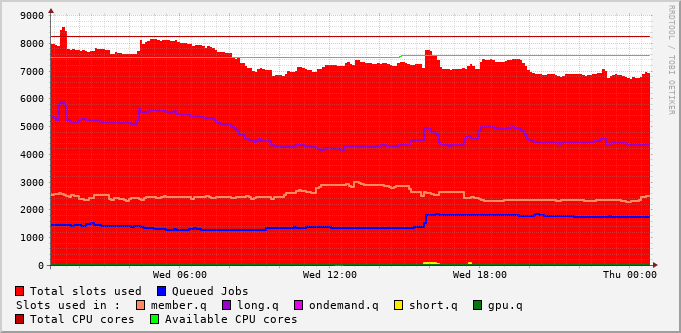 9000
8000
7000
6000
5000
4000
3000
2000
1000
0
Wed 06:00 Wed 12:00 Wed 18:00 Thu 00:00
Total slots used Queued Jobs
Slots used in : member.q long.q ondemand.q short.q gpu.q
Total CPU cores Available CPU cores
RRDTOOL / TOBI OETIKER